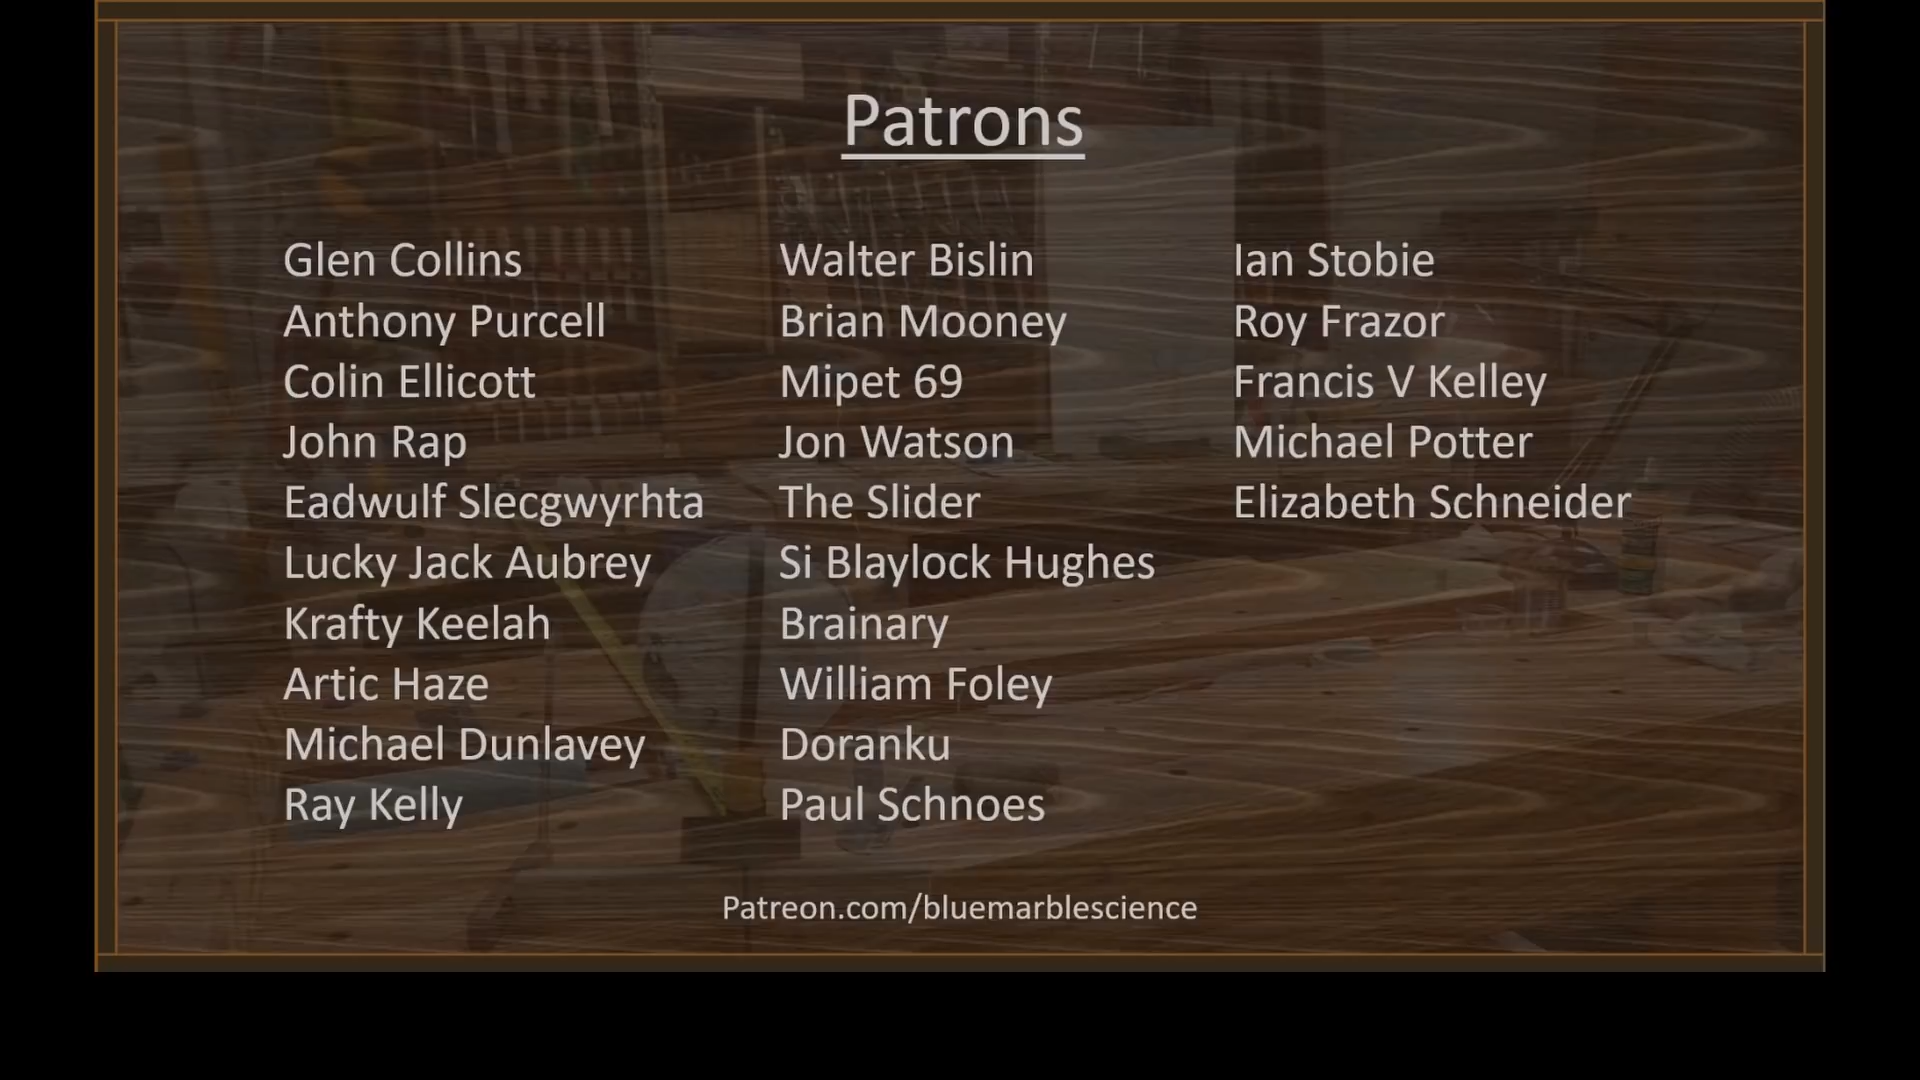 Patrons
Glen Collins
Anthony Purcell
Colin Ellicott
John Rap
Eadwulf Slecgwyrhta
Lucky Jack Aubrey
Krafty Keelah
Artic Haze
Michael Dunlavey
Ray Kelly
Walter Bislin
Brian Mooney
Mipet 69
Jon Watson
The Slider
Si Blaylock Hughes
Brainary
William Foley
Doranku
Paul Schnoes
Ian Stobie
Roy Frazor
Francis V Kelley
Michael Potter
Elizabeth Schneider
Patreon.com/bluemarblescience